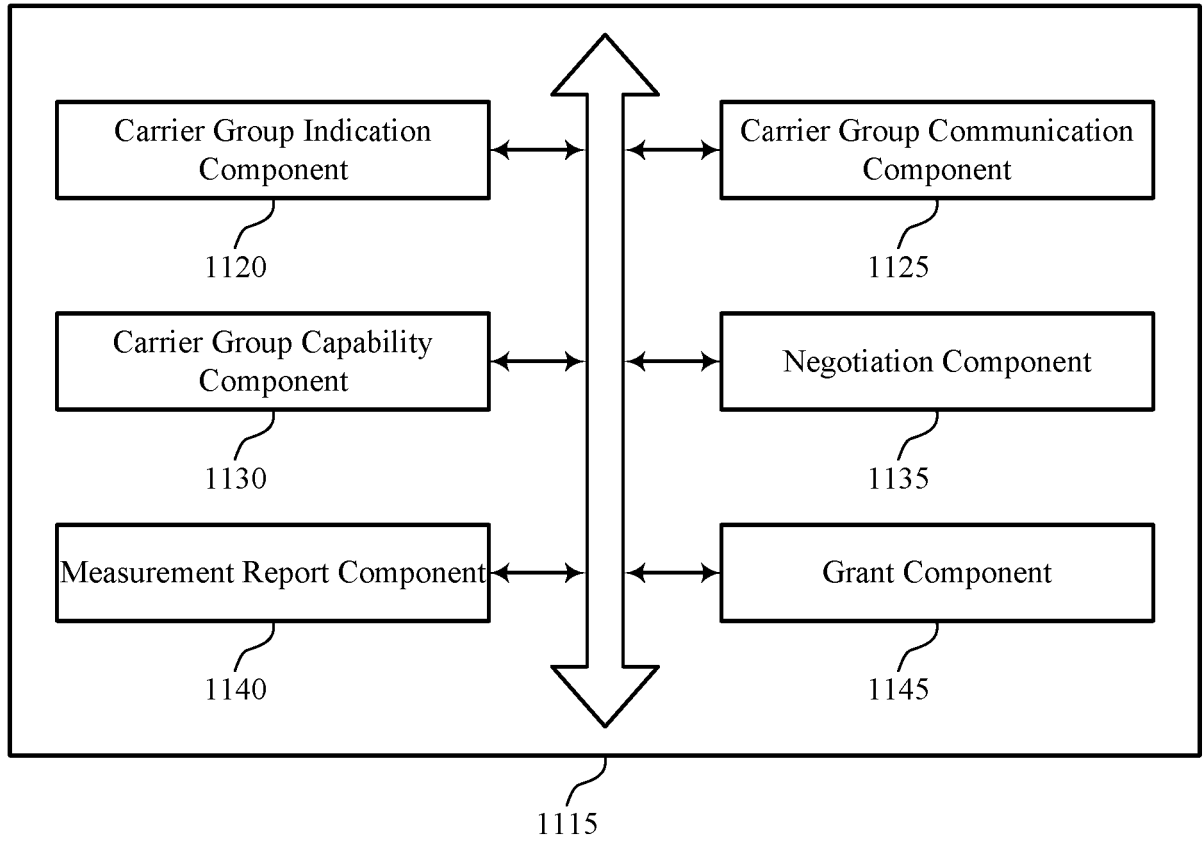 Carrier Group Indication
Component
1120
Carrier Group Communication
Component
1125
Carrier Group Capability
Component
1130
Negotiation Component
1135
Measurement Report Component
1140
Grant Component
1145
1115